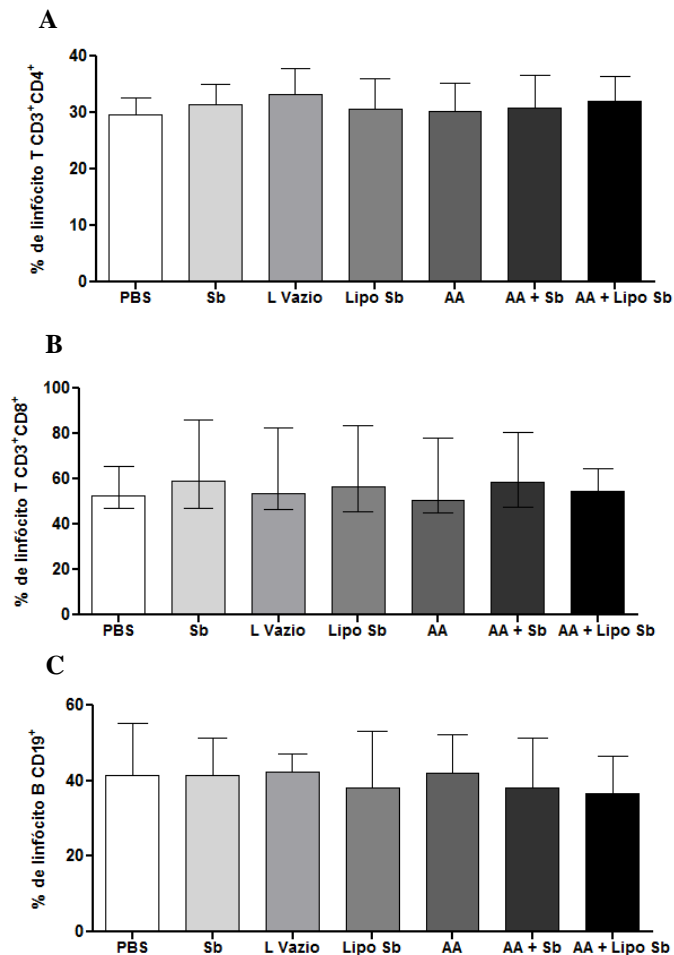 A
% de linfócito T CD3⁺CD4⁺
40
30
20
10
0
PBS Sb L Vazio Lipo Sb AA AA + Sb AA + Lipo Sb
B
% de linfócito T CD3⁺CD8⁺
100
80
60
40
20
0
PBS Sb L Vazio Lipo Sb AA AA + Sb AA + Lipo Sb
C
% de linfócito B CD19⁺
60
40
20
0
PBS Sb L Vazio Lipo Sb AA AA + Sb AA + Lipo Sb